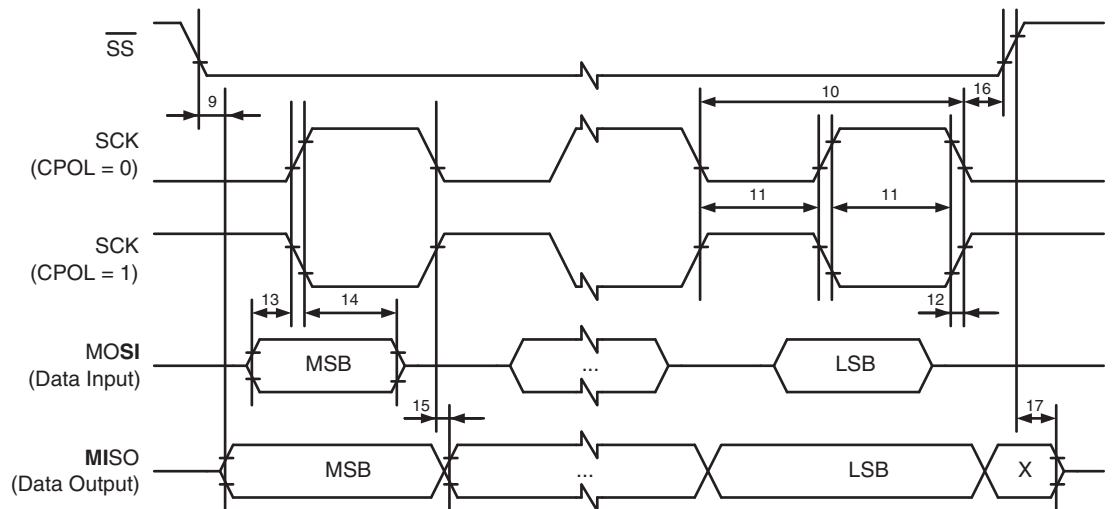 SS
9
10
16
SCK
(CPOL = 0)
11
11
SCK
(CPOL = 1)
13
14
12
MOSI
(Data Input)
MSB
...
LSB
15
17
MISO
(Data Output)
MSB
...
LSB
X